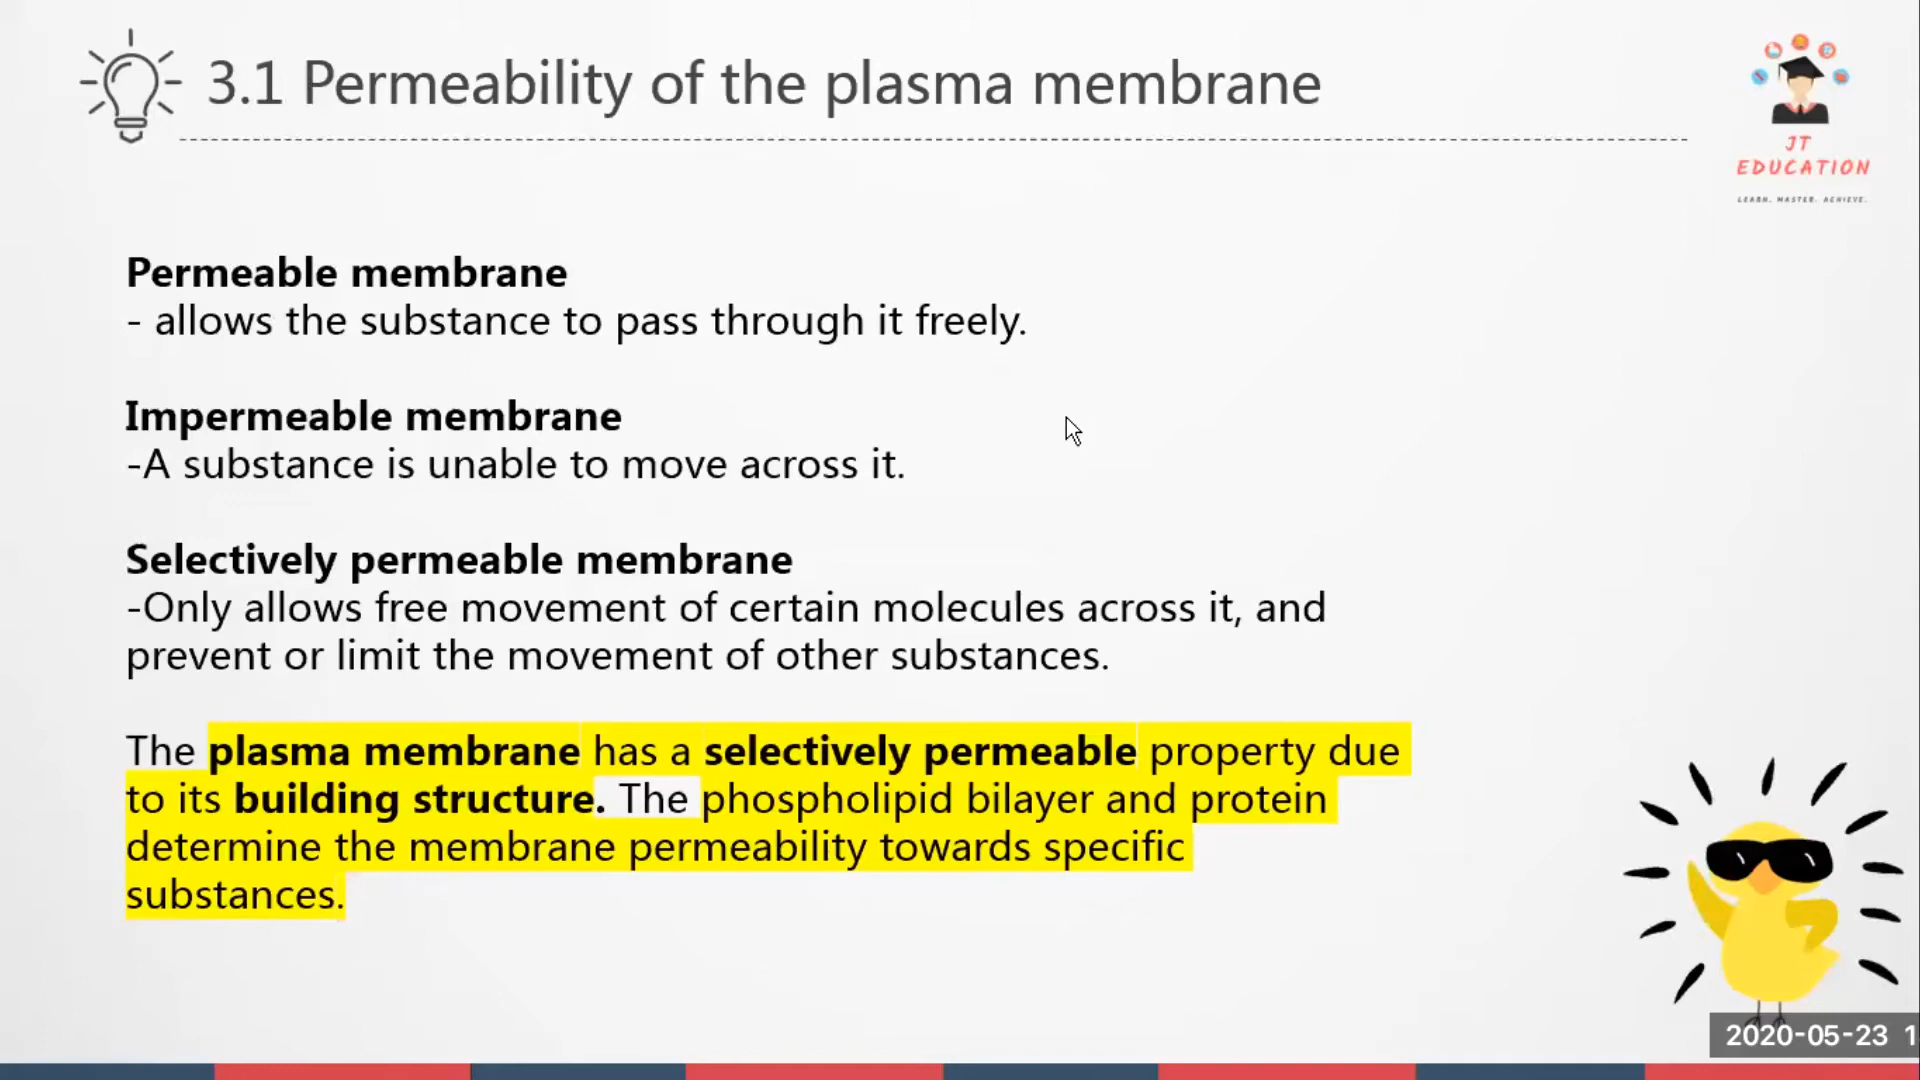 3.1 Permeability of the plasma membrane
JT
EDUCATION
LEARN. MASTER. ACHIEVE.
Permeable membrane
- allows the substance to pass through it freely.
Impermeable membrane
-A substance is unable to move across it.
Selectively permeable membrane
-Only allows free movement of certain molecules across it, and
prevent or limit the movement of other substances.
The plasma membrane has a selectively permeable property due
to its building structure. The phospholipid bilayer and protein
determine the membrane permeability towards specific
substances.
2020-05-23 1